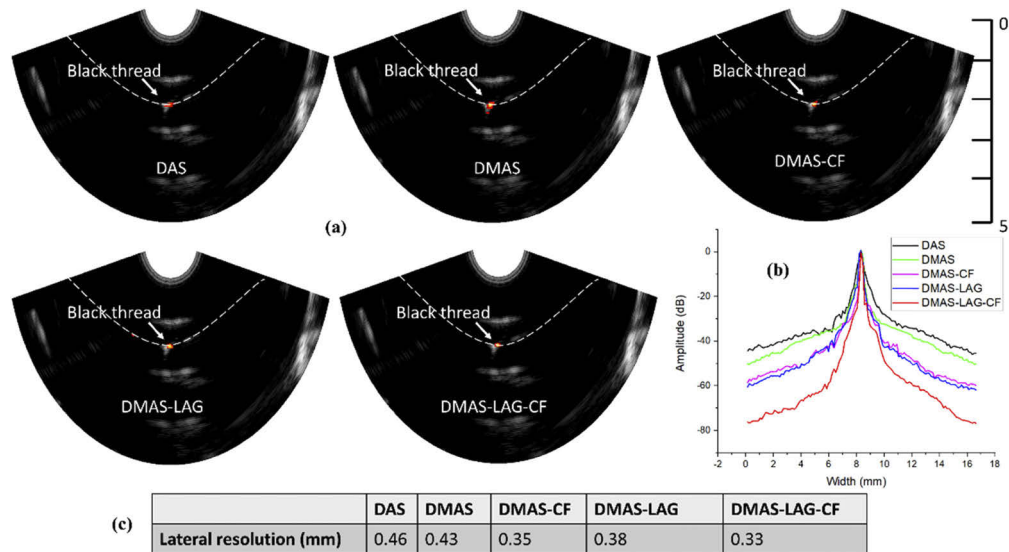 Black thread
DAS
Black thread
DMAS
Black thread
DMAS-CF
0
5
(a)
Black thread
DMAS-LAG
Black thread
DMAS-LAG-CF
(b)
DAS
DMAS
DMAS-CF
DMAS-LAG
DMAS-LAG-CF
Amplitude (dB)
0
-20
-40
-60
-80
-2 0 2 4 6 8 10 12 14 16 18
Width (mm)
(c)
DAS DMAS DMAS-CF DMAS-LAG DMAS-LAG-CF
Lateral resolution (mm) 0.46 0.43 0.35 0.38 0.33